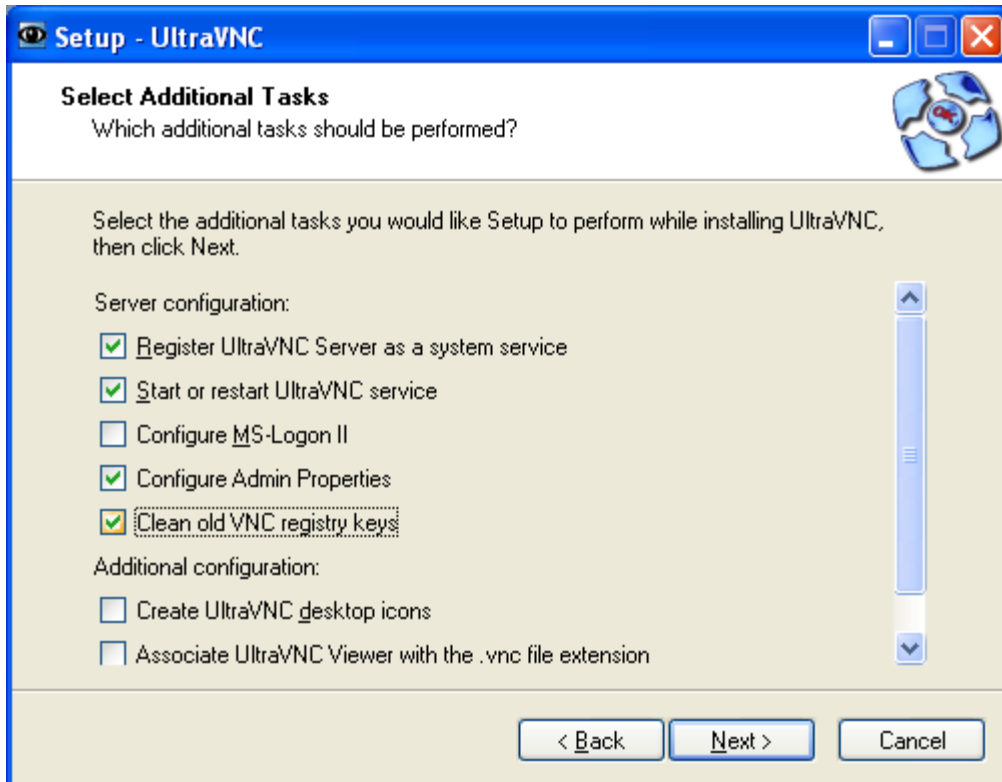 Setup - UltraVNC
Select Additional Tasks
Which additional tasks should be performed?
OK
Select the additional tasks you would like Setup to perform while installing UltraVNC,
then click Next.
Server configuration:
Register UltraVNC Server as a system service
Start or restart UltraVNC service
Configure MS-Logon II
Configure Admin Properties
Clean old VNC registry keys
Additional configuration:
Create UltraVNC desktop icons
Associate UltraVNC Viewer with the .vnc file extension
< Back
Next >
Cancel